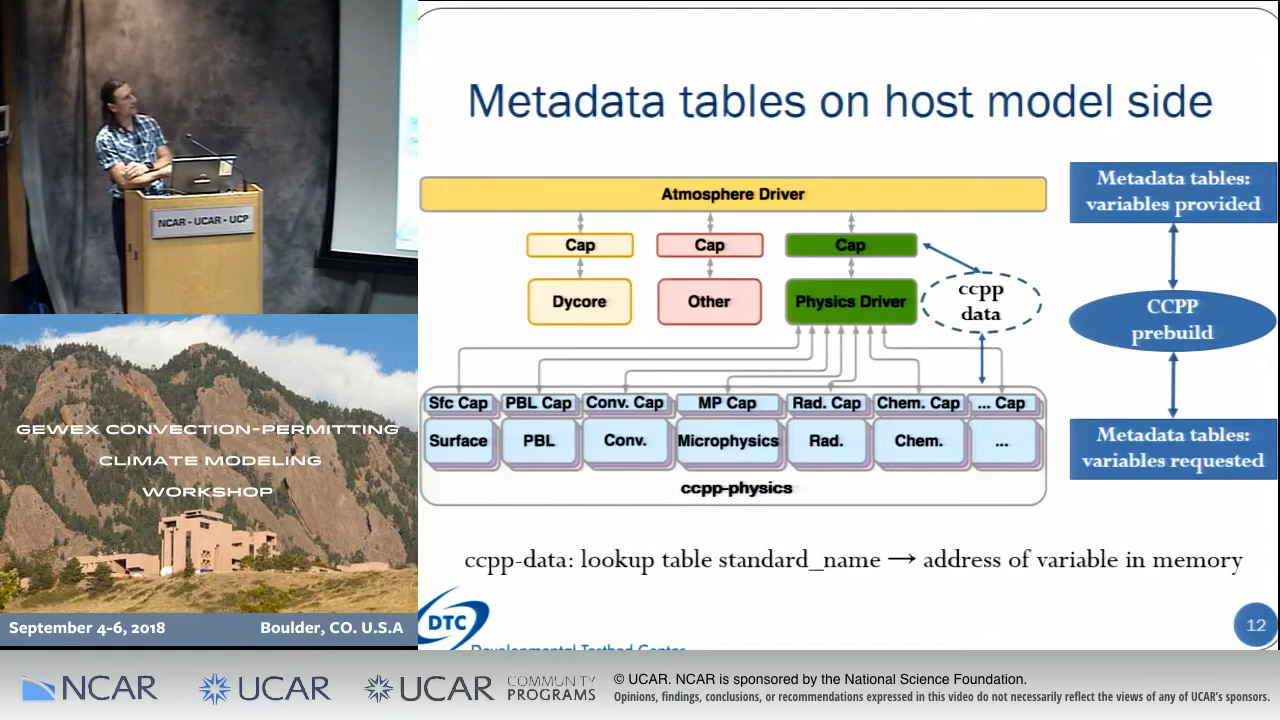 NCAR • UCAR • UCP
GEWEX CONVECTION-PERMITTING
CLIMATE MODELING
WORKSHOP
September 4-6, 2018
Boulder, CO. U.S.A
Metadata tables on host model side
Atmosphere Driver
Cap
Cap
Cap
Dycore
Other
Physics Driver
ccpp
data
Sfc Cap
PBL Cap
Conv. Cap
MP Cap
Rad. Cap
Chem. Cap
... Cap
Surface
PBL
Conv.
Microphysics
Rad.
Chem.
...
ccpp-physics
Metadata tables:
variables provided
CCPP
prebuild
Metadata tables:
variables requested
ccpp-data: lookup table standard_name → address of variable in memory
DTC
Developmental Testbed Center
12
NCAR
UCAR
UCAR
COMMUNITY
PROGRAMS
© UCAR. NCAR is sponsored by the National Science Foundation.
Opinions, findings, conclusions, or recommendations expressed in this video do not necessarily reflect the views of any of UCAR's sponsors.